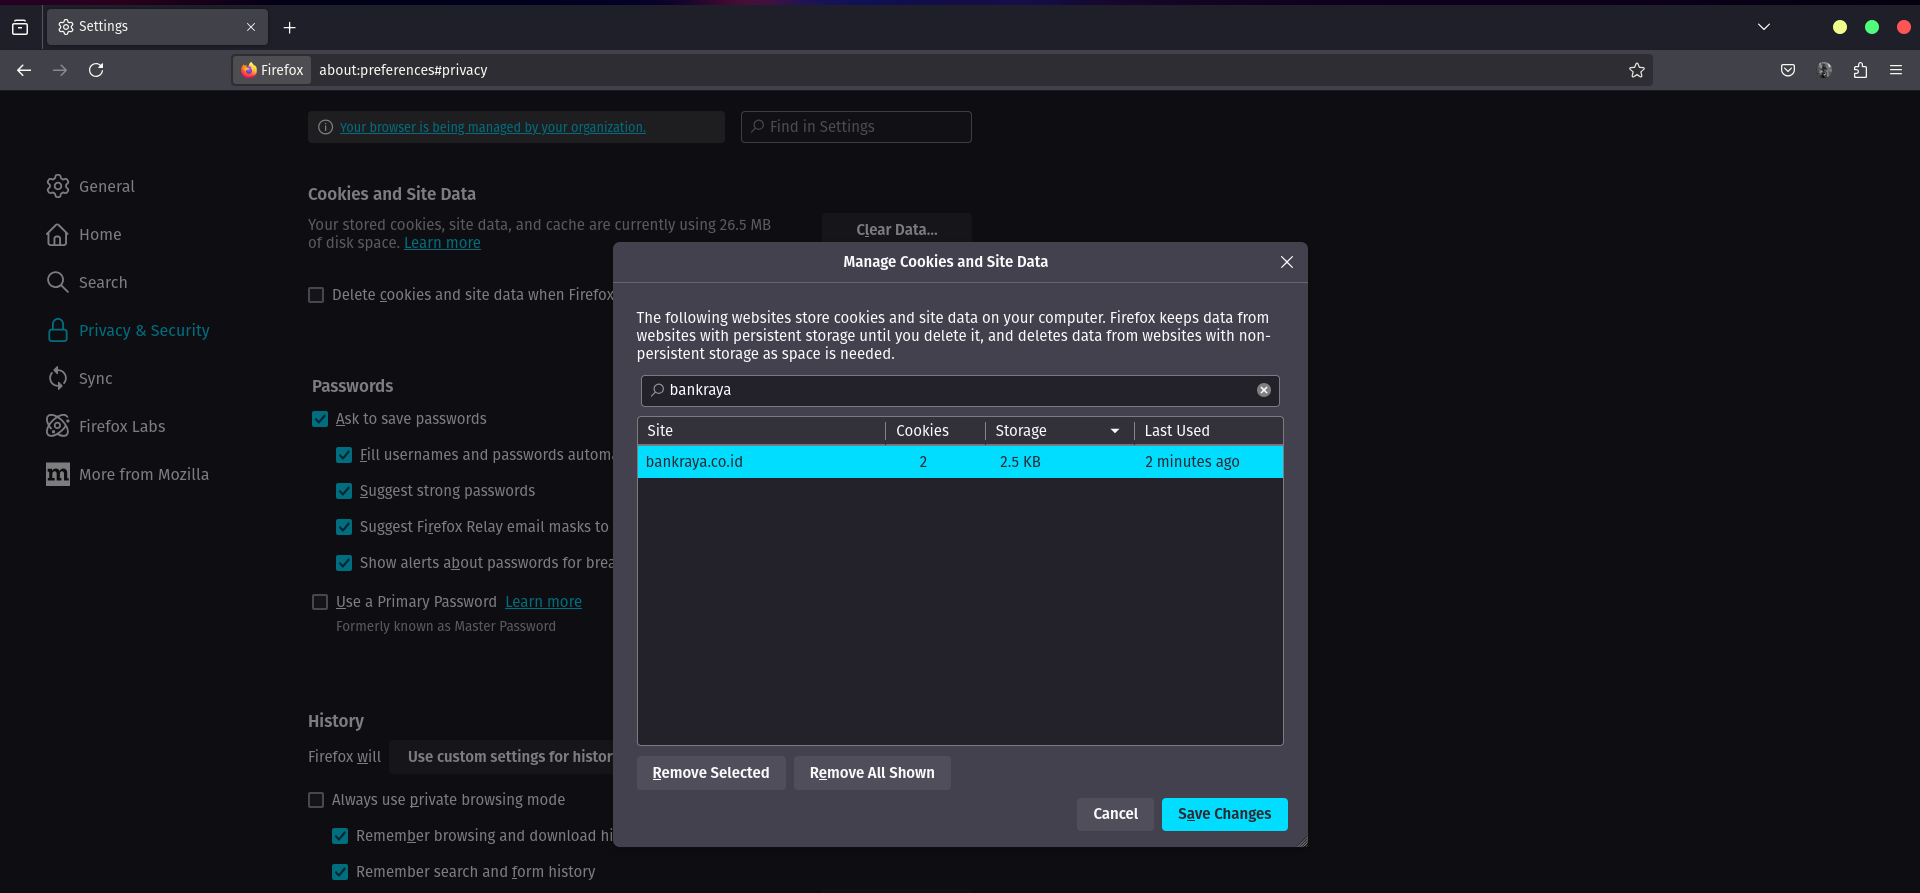 Settings
Firefox
about:preferences#privacy
Your browser is being managed by your organization.
Find in Settings
General
Home
Search
Privacy & Security
Sync
Firefox Labs
More from Mozilla
Cookies and Site Data
Your stored cookies, site data, and cache are currently using 26.5 MB
of disk space. Learn more
Clear Data...
Delete cookies and site data when Firefox
Passwords
Ask to save passwords
Fill usernames and passwords automa
Suggest strong passwords
Suggest Firefox Relay email masks to
Show alerts about passwords for brea
Use a Primary Password Learn more
Formerly known as Master Password
History
Firefox will Use custom settings for histor
Always use private browsing mode
Remember browsing and download hi
Remember search and form history
Manage Cookies and Site Data
The following websites store cookies and site data on your computer. Firefox keeps data from
websites with persistent storage until you delete it, and deletes data from websites with non-
persistent storage as space is needed.
bankraya
Site Cookies Storage Last Used
bankraya.co.id 2 2.5 KB 2 minutes ago
Remove Selected Remove All Shown
Cancel Save Changes